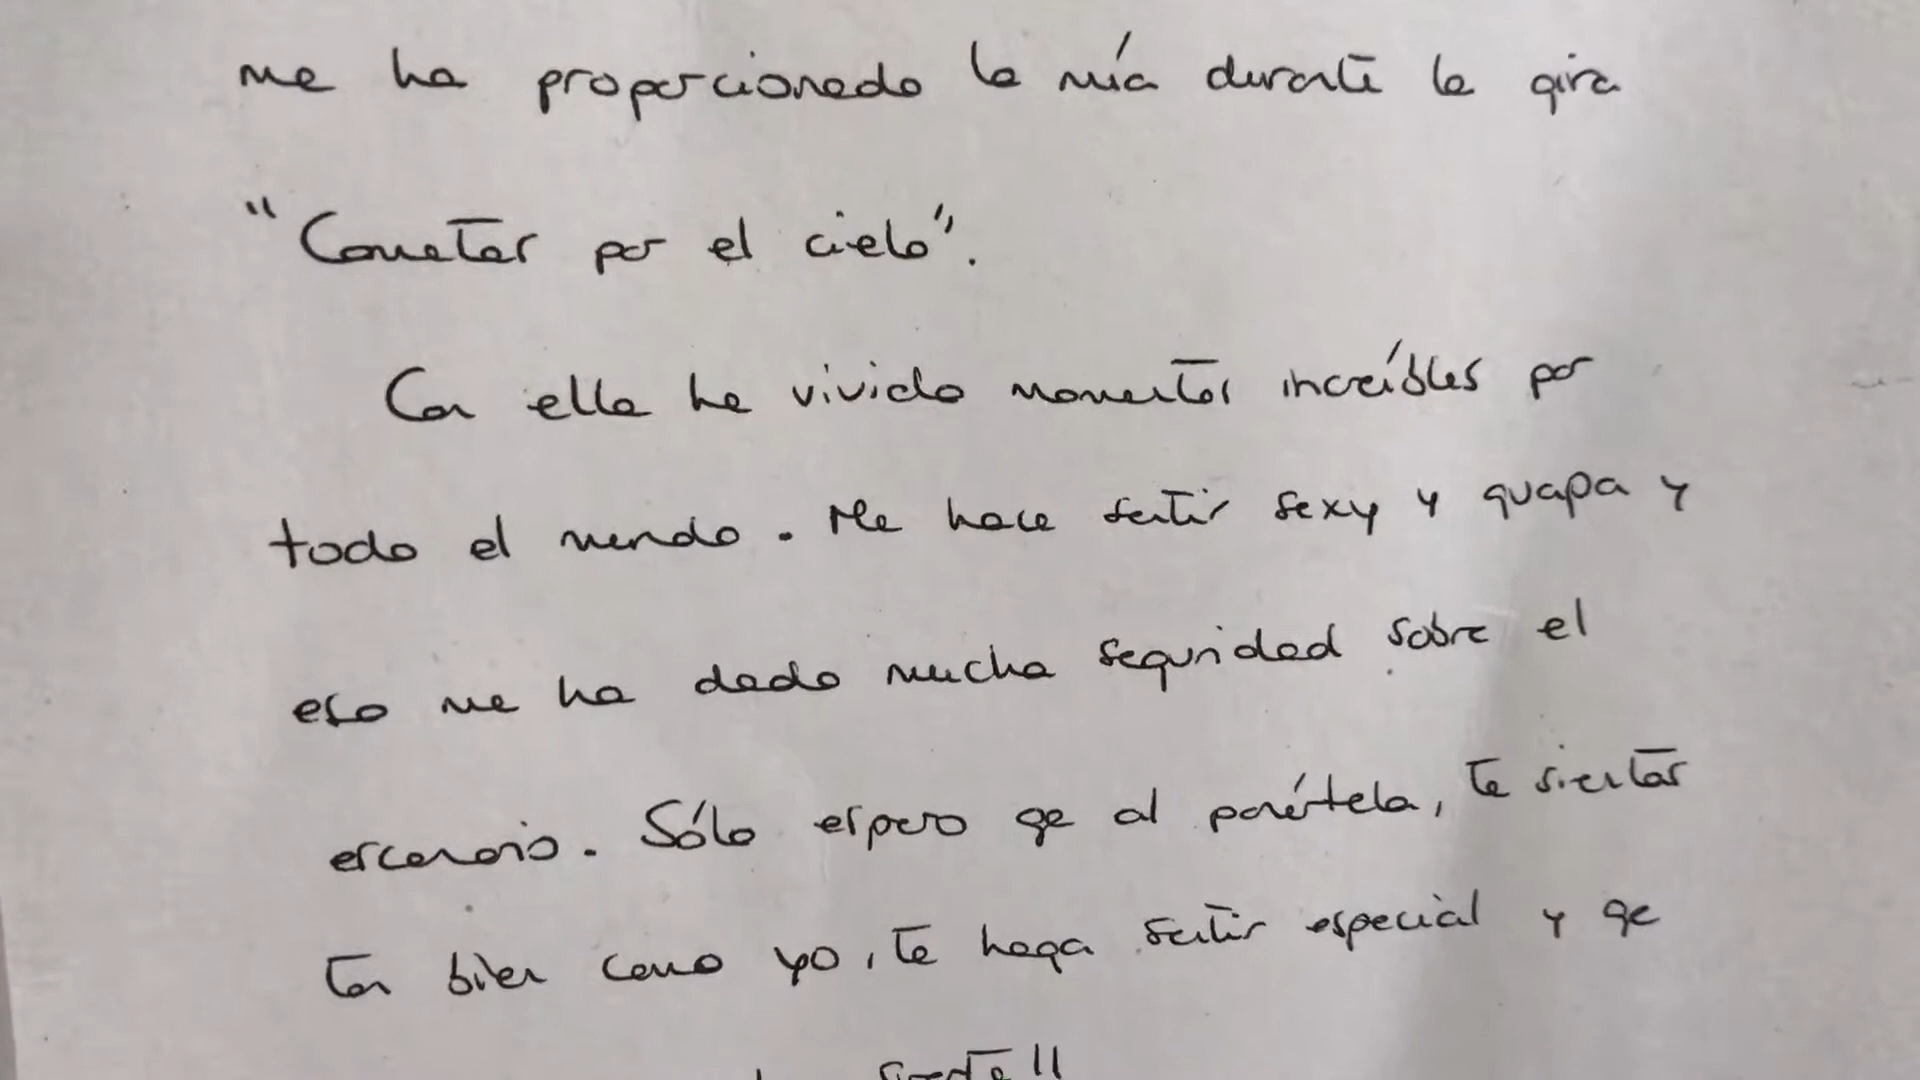 me ha proporcionado la mía durante la gira
"Cometas por el cielo".
Con ella he vivido momentos increíbles por
todo el mundo. Me hace sentir sexy y guapa y
eso me ha dado mucha seguridad sobre el
escenario. Sólo espero qe al ponértela, te sientas
tan bien como yo, te haga sentir especial y qe